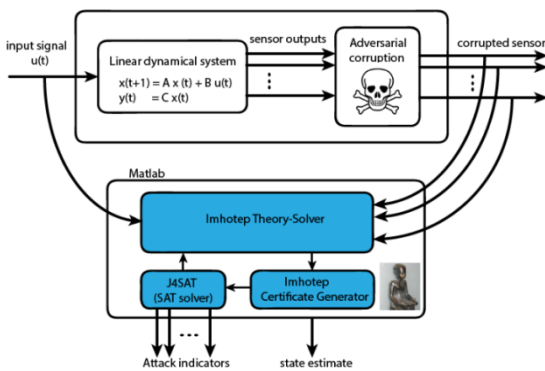 input signal
u(t)
Linear dynamical system
x(t+1) = A x (t) + B u(t)
y(t) = C x(t)
sensor outputs
⋮
Adversarial
corruption
corrupted sensor
⋮
Matlab
Imhotep Theory-Solver
J4SAT
(SAT solver)
Imhotep
Certificate Generator
...
Attack indicators
state estimate